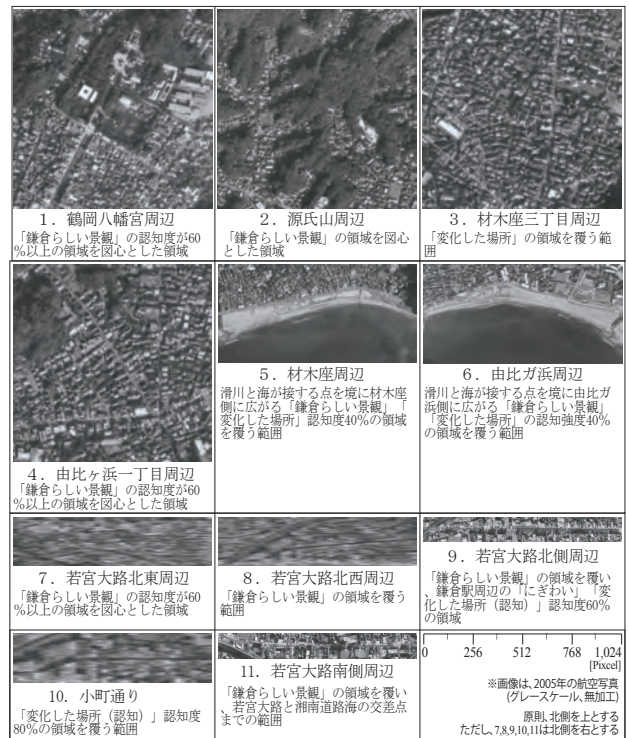 1. 鶴岡八幡宮周辺
「鎌倉らしい景観」の認知度が60
%以上の領域を図心とした領域
2. 源氏山周辺
「鎌倉らしい景観」の領域を図心
とした領域
3. 材木座三丁目周辺
「変化した場所」の領域を覆う範
囲
4. 由比ヶ浜一丁目周辺
「鎌倉らしい景観」の認知度が60
%以上の領域を図心とした領域
5. 材木座周辺
滑川と海が接する点を境に材木座
側に広がる「鎌倉らしい景観」「
変化した場所」認知度40%の領域
を覆う範囲
6. 由比ガ浜周辺
滑川と海が接する点を境に由比ガ
浜側に広がる「鎌倉らしい景観」
「変化した場所」の認知強度40%
の領域を覆う範囲
7. 若宮大路北東周辺
「鎌倉らしい景観」の認知度が60
%以上の領域を図心とした領域
8. 若宮大路北西周辺
「鎌倉らしい景観」の領域を覆う
範囲
9. 若宮大路北側周辺
「鎌倉らしい景観」の領域を覆い
、鎌倉駅周辺の「にぎわい」「変
化した場所（認知）」認知度60%
の領域
10. 小町通り
「変化した場所（認知）」認知度
80%の領域を覆う範囲
11. 若宮大路南側周辺
「鎌倉らしい景観」の領域を覆い
、若宮大路と湘南道路海の交差点
までの範囲
0 256 512 768 1,024
[Pixcel]
※画像は、2005年の航空写真
(グレースケール、無加工)
原則、北側を上とする
ただし、7,8,9,10,11は北側を右とする